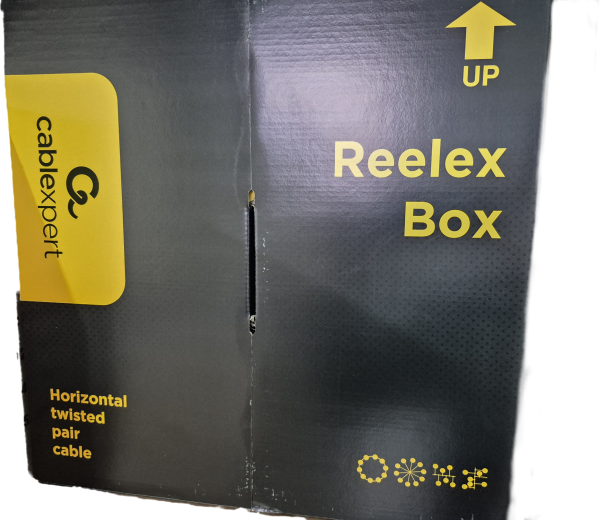 cablexpert
Horizontal
twisted
pair
cable
UP
Reelex
Box